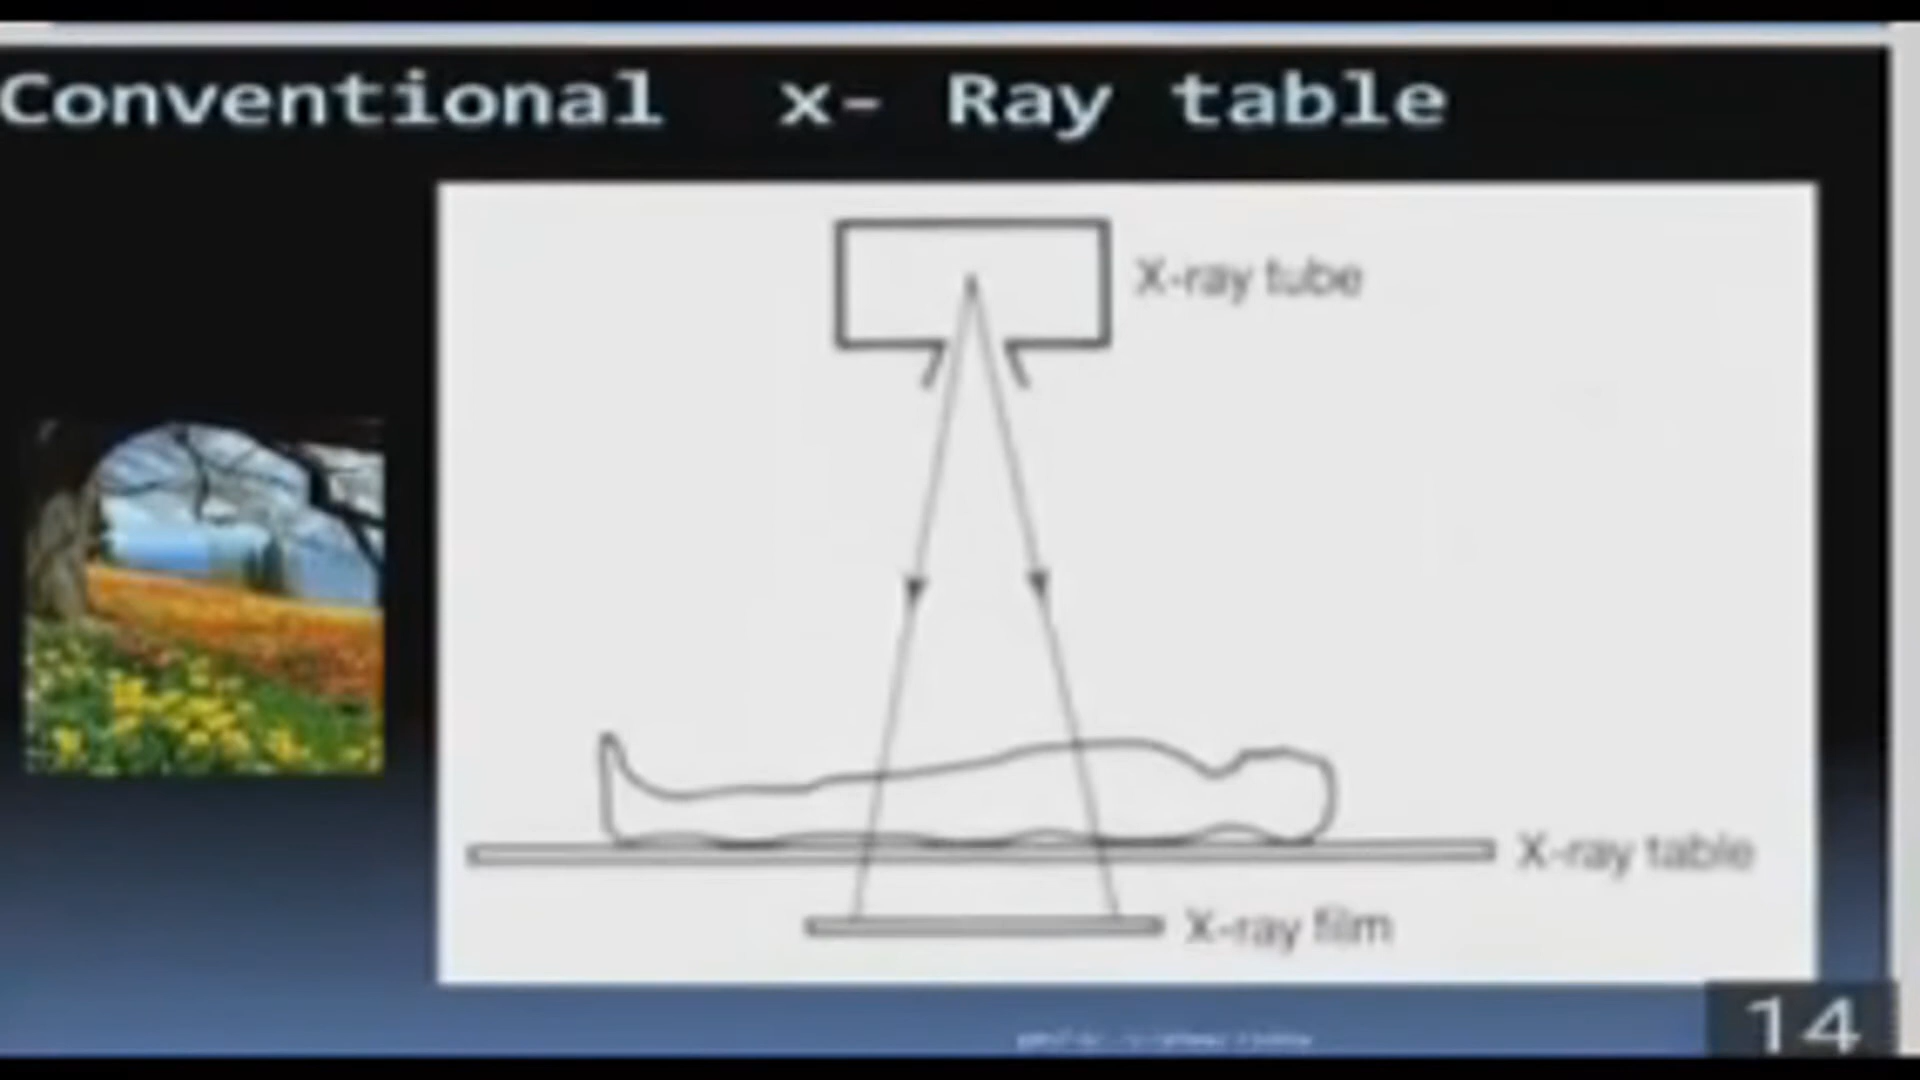 Conventional x- Ray table
X-ray tube
X-ray table
X-ray film
14